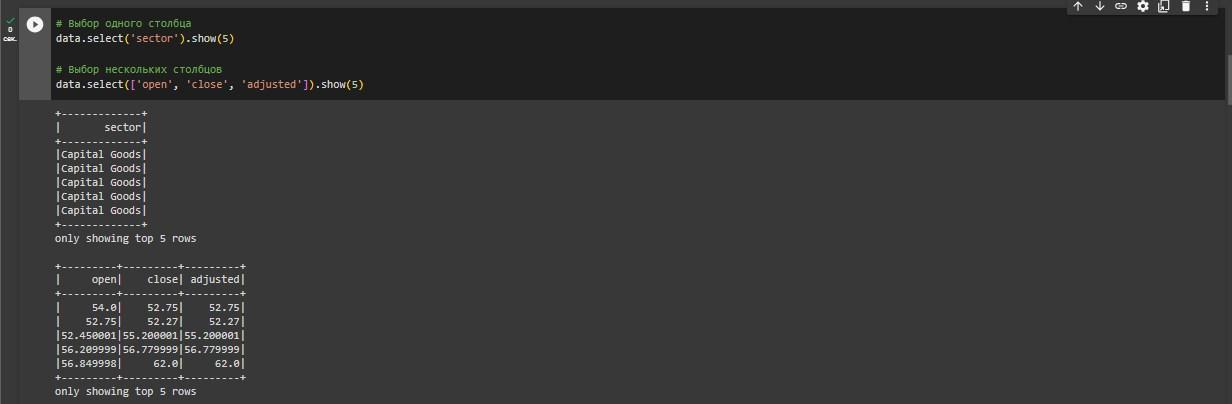 0
сек.
# Выбор одного столбца
data.select('sector').show(5)
# Выбор нескольких столбцов
data.select(['open', 'close', 'adjusted']).show(5)
+-------------+
|       sector|
+-------------+
|Capital Goods|
|Capital Goods|
|Capital Goods|
|Capital Goods|
|Capital Goods|
+-------------+
only showing top 5 rows
+---------+---------+---------+
|     open|    close| adjusted|
+---------+---------+---------+
|     54.0|    52.75|    52.75|
|    52.75|    52.27|    52.27|
|52.450001|55.200001|55.200001|
|56.209999|56.779999|56.779999|
|56.849998|     62.0|     62.0|
+---------+---------+---------+
only showing top 5 rows